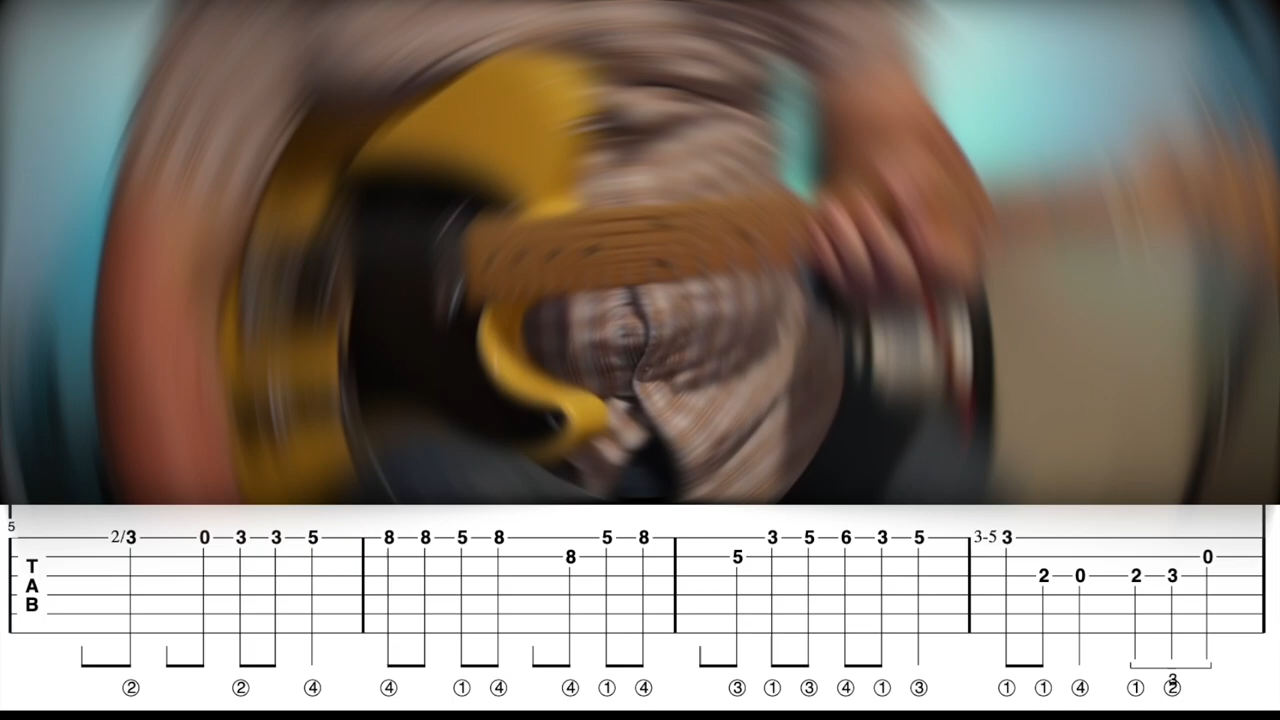 5
2/3 0 3 3 5 8 8 5 8 5 8 3 5 6 3 5 3-5 3
T 8 5 2 0 0
A 2 0 2 3
B
3
② ② ④ ④ ① ④ ④ ① ④ ③ ① ③ ④ ① ③ ① ① ④ ① ②